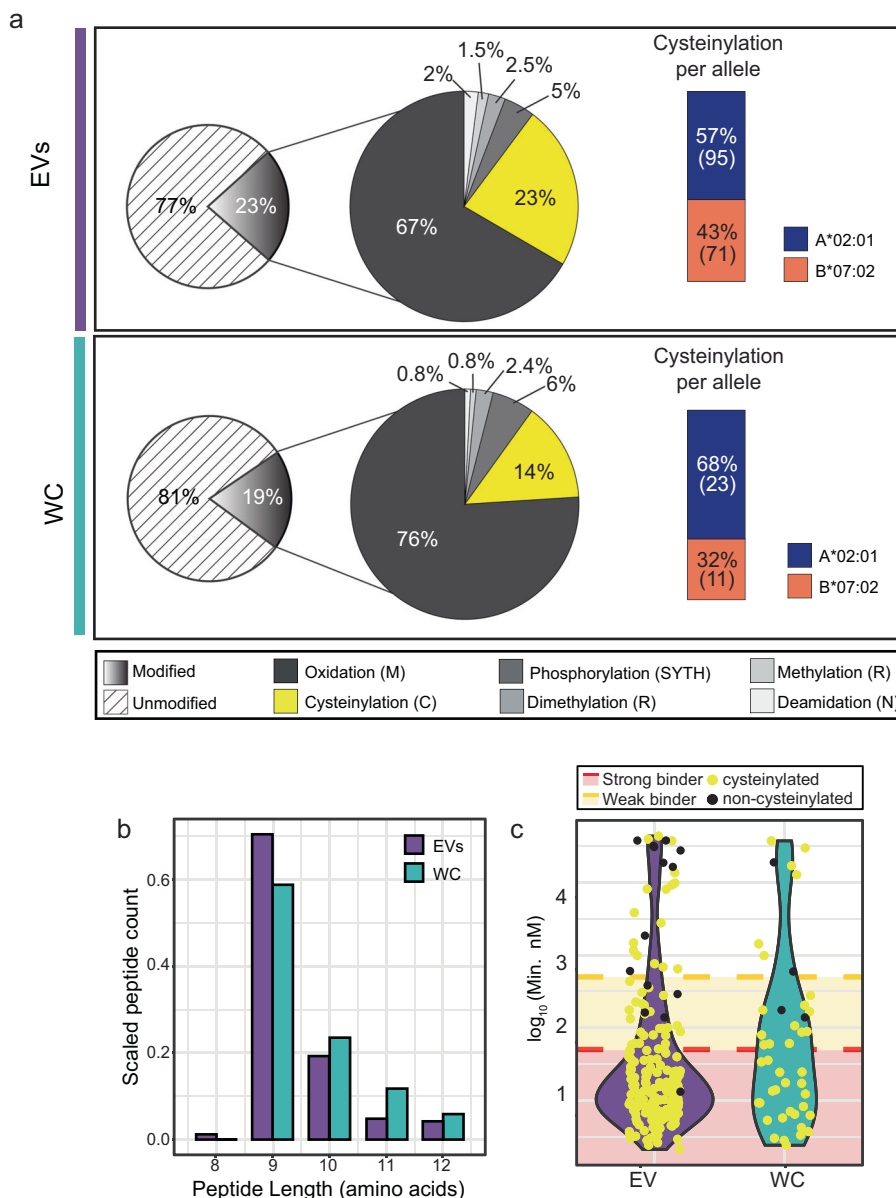 a
EVs
77%
23%
2%
1.5%
2.5%
5%
23%
67%
Cysteinylation
per allele
57%
(95)
43%
(71)
A*02:01
B*07:02
WC
81%
19%
0.8%
0.8%
2.4%
6%
14%
76%
Cysteinylation
per allele
68%
(23)
32%
(11)
A*02:01
B*07:02
Modified
Oxidation (M)
Phosphorylation (SYTH)
Methylation (R)
Unmodified
Cysteinylation (C)
Dimethylation (R)
Deamidation (N)
b
EVs
WC
Scaled peptide count
0.6
0.4
0.2
0.0
8 9 10 11 12
Peptide Length (amino acids)
c
Strong binder
cysteinylated
Weak binder
non-cysteinylated
log10 (Min. nM)
4
3
2
1
EV WC